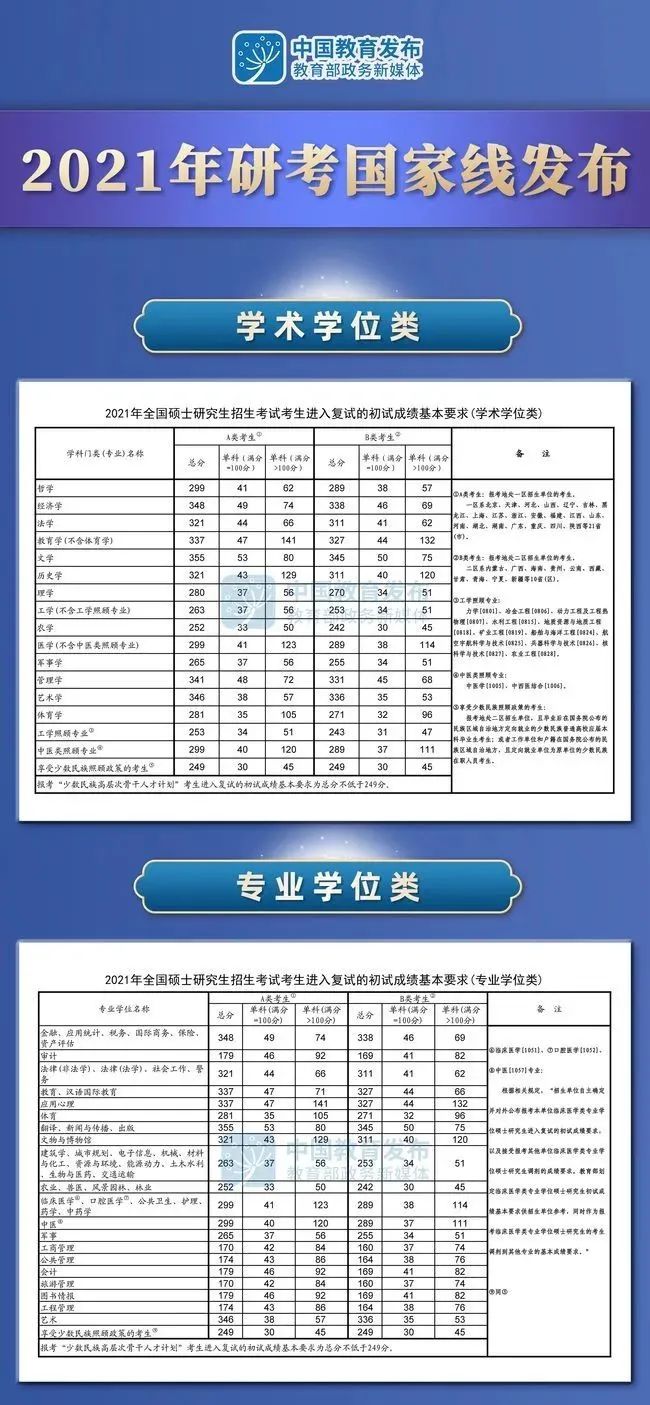 中国教育发布
教育部政务新媒体
2021年研考国家线发布
学术学位类
2021年全国硕士研究生招生考试考生进入复试的初试成绩基本要求(学术学位类)
学科门类(专业)名称 A类考生① B类考生② 备 注
总分 单科(满分=100分) 单科(满分>100分) 总分 单科(满分=100分) 单科(满分>100分)
哲学 299 41 62 289 38 57
经济学 348 49 74 338 46 69
法学 321 44 66 311 41 62
教育学(不含体育学) 337 47 141 327 44 132
文学 355 53 80 345 50 75
历史学 321 43 129 311 40 120
理学 280 37 56 270 34 51
工学(不含工学照顾专业) 263 37 56 253 34 51
农学 252 33 50 242 30 45
医学(不含中医类照顾专业) 299 41 123 289 38 114
军事学 265 37 56 255 34 51
管理学 341 48 72 331 45 68
艺术学 346 38 57 336 35 53
体育学 281 35 105 271 32 96
工学照顾专业③ 253 34 51 243 31 47
中医类照顾专业④ 299 40 120 289 37 111
享受少数民族照顾政策的考生⑤ 249 30 45 249 30 45
报考“少数民族高层次骨干人才计划”考生进入复试的初试成绩基本要求为总分不低于249分。
①A类考生：报考地处一区招生单位的考生。
一区系北京、天津、河北、山西、辽宁、吉林、黑
龙江、上海、江苏、浙江、安徽、福建、江西、山东、
河南、湖北、湖南、广东、重庆、四川、陕西等21省
(市)。
②B类考生：报考地处二区招生单位的考生。
二区系内蒙古、广西、海南、贵州、云南、西藏、
甘肃、青海、宁夏、新疆等10省(区)。
③工学照顾专业：
力学[0801]、冶金工程[0806]、动力工程及工程热
物理[0807]、水利工程[0815]、地质资源与地质工程
[0818]、矿业工程[0819]、船舶与海洋工程[0824]、航
空宇航科学与技术[0825]、兵器科学与技术[0826]、核
科学与技术[0827]、农业工程[0828]。
④中医类照顾专业：
中医学[1005]、中西医结合[1006]。
⑤享受少数民族照顾政策的考生：
报考地处二区招生单位，且毕业后在国务院公布的
民族区域自治地方定向就业的少数民族普通高校应届本
科毕业生考生；或者工作单位和户籍在国务院公布的民
族区域自治地方，且定向就业单位为原单位的少数民族
在职人员考生。
中国教育发布
教育部政务新媒体
专业学位类
2021年全国硕士研究生招生考试考生进入复试的初试成绩基本要求(专业学位类)
专业学位名称 A类考生① B类考生② 备 注
总分 单科(满分=100分) 单科(满分>100分) 总分 单科(满分=100分) 单科(满分>100分)
金融、应用统计、税务、国际商务、保险、
资产评估 348 49 74 338 46 69
审计 179 46 92 169 41 82
法律(非法学)、法律(法学)、社会工作、警
务 321 44 66 311 41 62
教育、汉语国际教育 337 47 71 327 44 66
应用心理 337 47 141 327 44 132
体育 281 35 105 271 32 96
翻译、新闻与传播、出版 355 53 80 345 50 75
文物与博物馆 321 43 129 311 40 120
建筑学、城市规划、电子信息、机械、材料
与化工、资源与环境、能源动力、土木水利
、生物与医药、交通运输 263 37 56 253 34 51
农业、兽医、风景园林、林业 252 33 50 242 30 45
临床医学⑥、口腔医学⑦、公共卫生、护理、
药学、中药学 299 41 123 289 38 114
中医⑧ 299 40 120 289 37 111
军事 265 37 56 255 34 51
工商管理 170 42 84 160 37 74
公共管理 174 43 86 164 38 76
会计 179 46 92 169 41 82
旅游管理 170 42 84 160 37 74
图书情报 179 46 92 169 41 82
工程管理 174 43 86 164 38 76
艺术 346 38 57 336 35 53
享受少数民族照顾政策的考生⑨ 249 30 45 249 30 45
报考“少数民族高层次骨干人才计划”考生进入复试的初试成绩基本要求为总分不低于249分。
⑥临床医学[1051]、⑦口腔医学[1052]、
⑧中医[1057]专业：
根据相关规定，“招生单位自主确定
并对外公布报考本单位临床医学类专业学
位硕士研究生进入复试的初试成绩要求，
以及接受报考其他单位临床医学类专业学
位硕士研究生调剂的成绩要求。教育部划
定临床医学类专业学位硕士研究生初试成
绩基本要求供招生单位参考，同时作为报
考临床医学类专业学位硕士研究生的考生
调剂到其他专业的基本成绩要求。”
⑨同⑤
中国教育发布
教育部政务新媒体